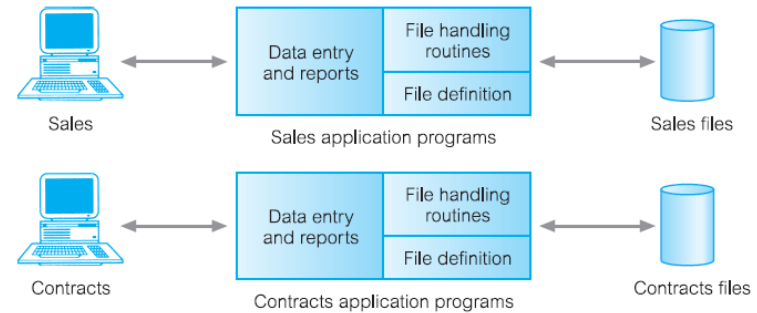 Data entry
and reports
File handling
routines
File definition
Sales
Sales application programs
Sales files
Data entry
and reports
File handling
routines
File definition
Contracts
Contracts application programs
Contracts files